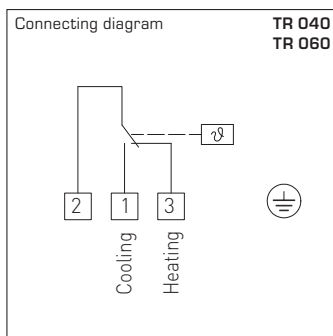 Connecting diagram TR 040
TR 060
ϑ
2 1 3
Cooling
Heating